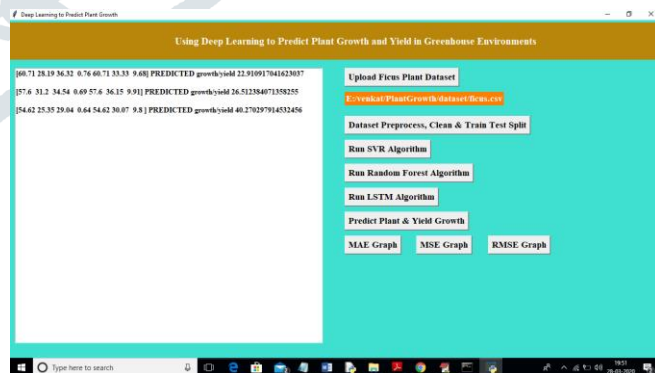 Deep Learning to Predict Plant Growth
Using Deep Learning to Predict Plant Growth and Yield in Greenhouse Environments
[60.71 28.19 36.32 0.76 60.71 33.33 9.68] PREDICTED growth/yield 22.910917041623037
[57.6 31.2 34.54 0.69 57.6 36.15 9.91] PREDICTED growth/yield 26.512384071358255
[54.62 25.35 29.04 0.64 54.62 30.07 9.8 ] PREDICTED growth/yield 40.270297914532456
Upload Ficus Plant Dataset
E:/venkat/PlantGrowth/dataset/ficus.csv
Dataset Preprocess, Clean & Train Test Split
Run SVR Algorithm
Run Random Forest Algorithm
Run LSTM Algorithm
Predict Plant & Yield Growth
MAE Graph MSE Graph RMSE Graph
Type here to search
19:51
28-03-2020